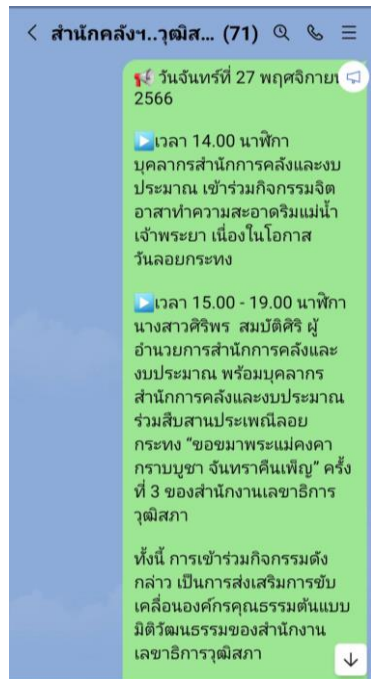 สำนักคลังฯ..วุฒิส... (71)
วันจันทร์ที่ 27 พฤศจิกายน
2566
เวลา 14.00 นาฬิกา
บุคลากรสำนักการคลังและงบ
ประมาณ เข้าร่วมกิจกรรมจิต
อาสาทำความสะอาดริมแม่น้ำ
เจ้าพระยา เนื่องในโอกาส
วันลอยกระทง
เวลา 15.00 - 19.00 นาฬิกา
นางสาวศิริพร สมบัติศิริ ผู้
อำนวยการสำนักการคลังและ
งบประมาณ พร้อมบุคลากร
สำนักการคลังและงบประมาณ
ร่วมสืบสานประเพณีลอย
กระทง “ขอขมาพระแม่คงคา
กราบบูชา จันทราคืนเพ็ญ” ครั้ง
ที่ 3 ของสำนักงานเลขาธิการ
วุฒิสภา
ทั้งนี้ การเข้าร่วมกิจกรรมดัง
กล่าว เป็นการส่งเสริมการขับ
เคลื่อนองค์กรคุณธรรมต้นแบบ
มิติวัฒนธรรมของสำนักงาน
เลขาธิการวุฒิสภา